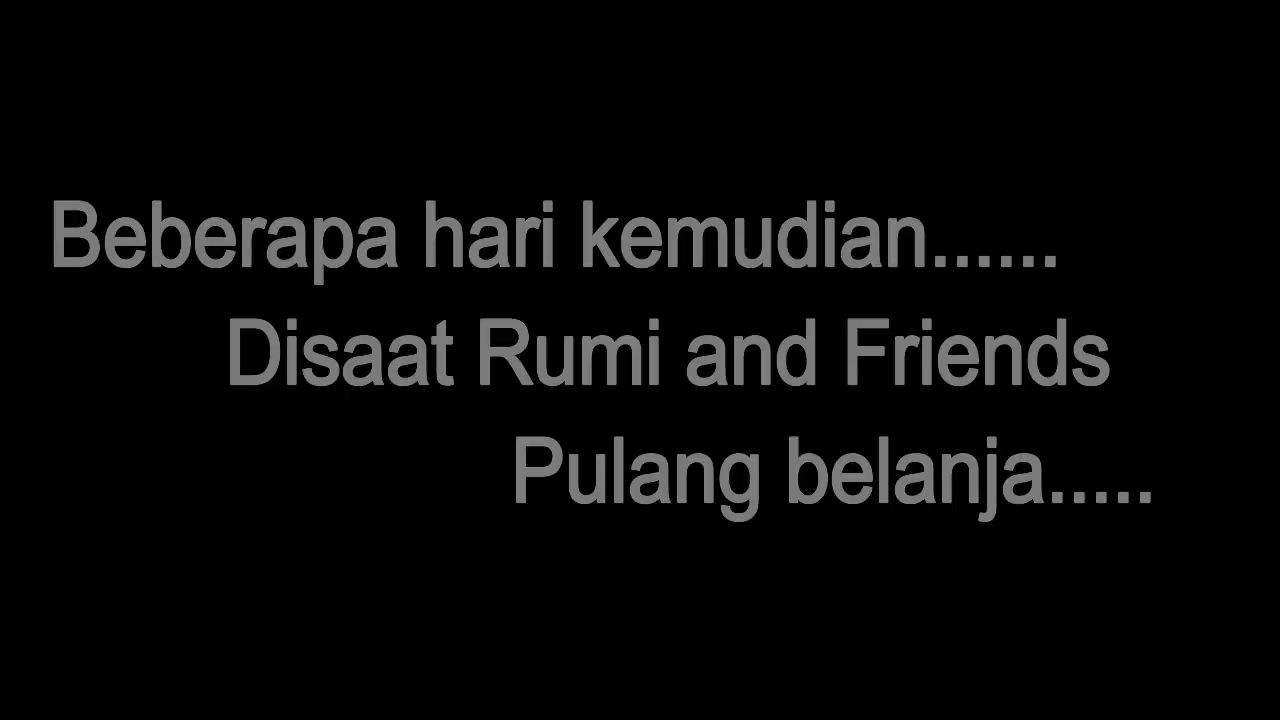 Beberapa hari kemudian......
Disaat Rumi and Friends
Pulang belanja.....